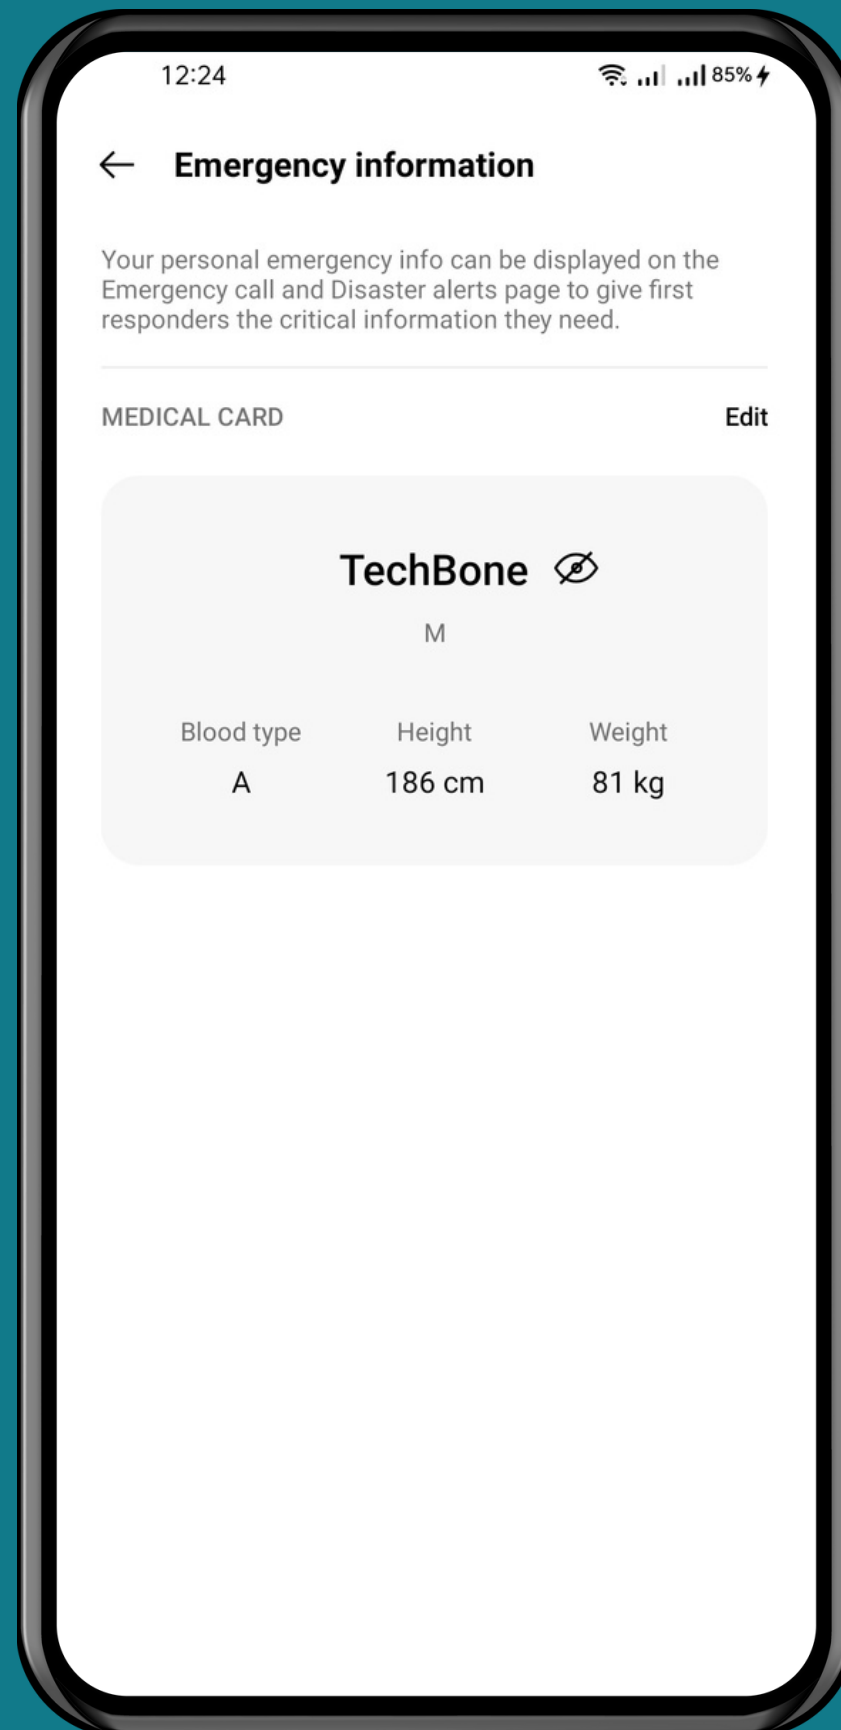 12:24
85%
Emergency information
Your personal emergency info can be displayed on the
Emergency call and Disaster alerts page to give first
responders the critical information they need.
MEDICAL CARD Edit
TechBone
M
Blood type Height Weight
A 186 cm 81 kg